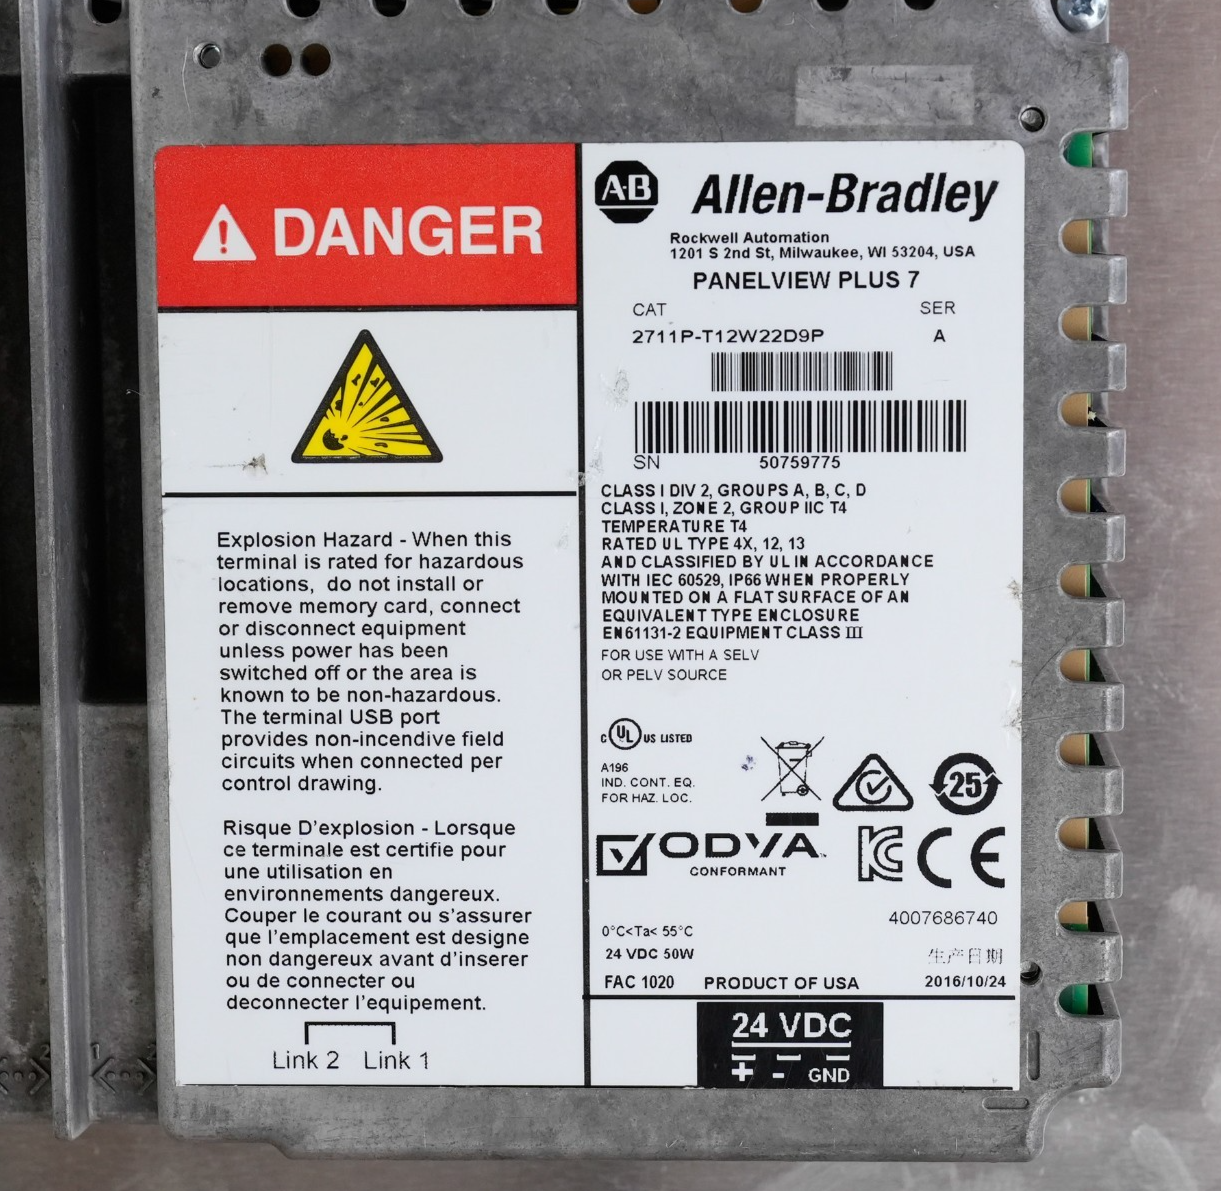 DANGER
Explosion Hazard - When this
terminal is rated for hazardous
locations, do not install or
remove memory card, connect
or disconnect equipment
unless power has been
switched off or the area is
known to be non-hazardous.
The terminal USB port
provides non-incendive field
circuits when connected per
control drawing.
Risque D'explosion - Lorsque
ce terminale est certifie pour
une utilisation en
environnements dangereux.
Couper le courant ou s'assurer
que l'emplacement est designe
non dangereux avant d'inserer
ou de connecter ou
deconnecter l'equipement.
Link 2 Link 1
A-B Allen-Bradley
Rockwell Automation
1201 S 2nd St, Milwaukee, WI 53204, USA
PANELVIEW PLUS 7
CAT SER
2711P-T12W22D9P A
SN 50759775
CLASS I DIV 2, GROUPS A, B, C, D
CLASS I, ZONE 2, GROUP IIC T4
TEMPERATURE T4
RATED UL TYPE 4X, 12, 13
AND CLASSIFIED BY UL IN ACCORDANCE
WITH IEC 60529, IP66 WHEN PROPERLY
MOUNTED ON A FLAT SURFACE OF AN
EQUIVALENT TYPE ENCLOSURE
EN61131-2 EQUIPMENT CLASS III
FOR USE WITH A SELV
OR PELV SOURCE
C UL US LISTED
A196
IND. CONT. EQ.
FOR HAZ. LOC.
25
ODVA
CONFORMANT
KC CE
4007686740
0°C<Ta< 55°C
24 VDC 50W
生产日期
FAC 1020 PRODUCT OF USA 2016/10/24
24 VDC
+ - GND